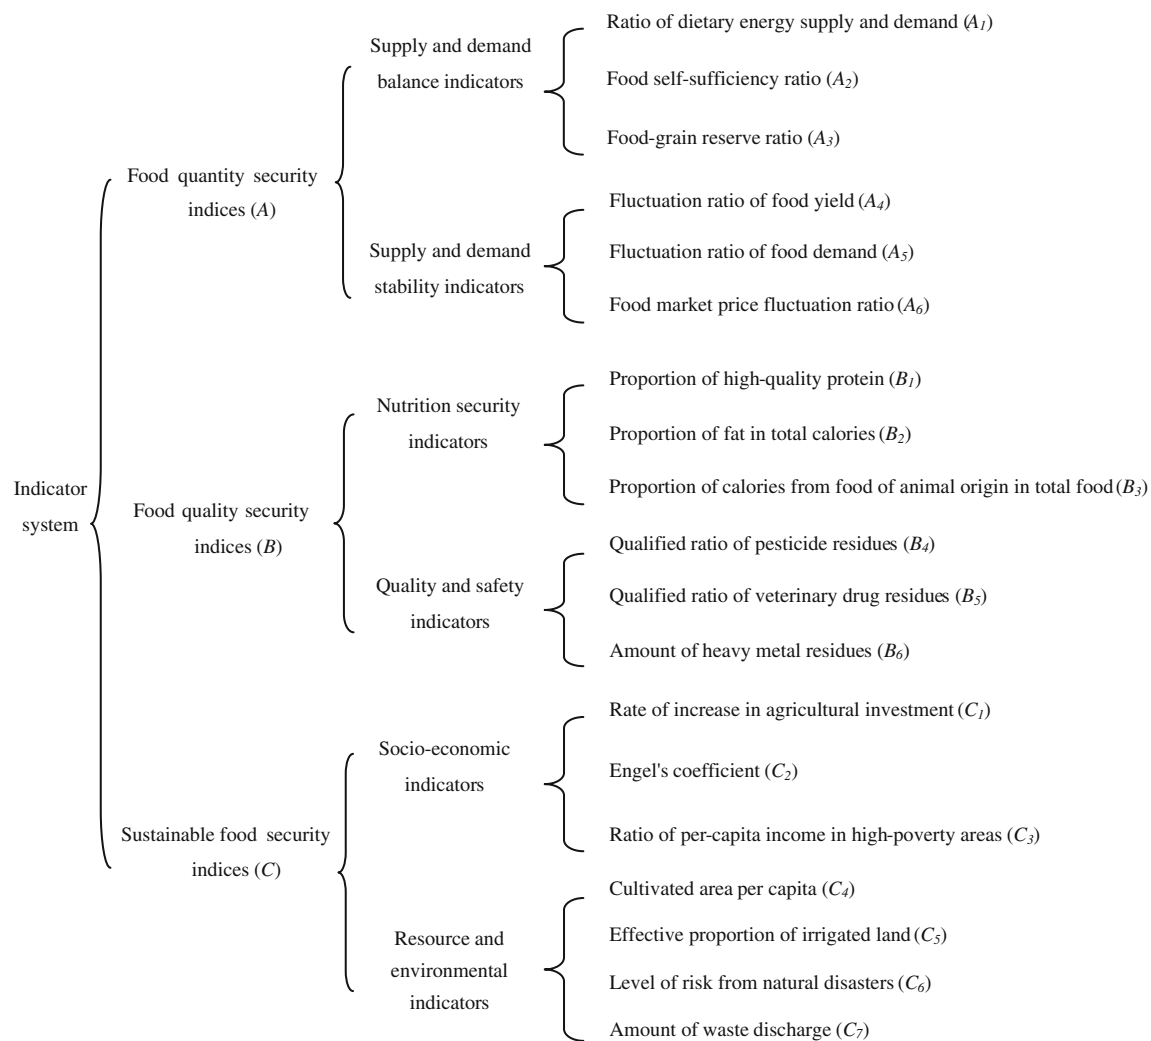 Indicator
system
Food quantity security
indices (A)
Supply and demand
balance indicators
Ratio of dietary energy supply and demand (A1)
Food self-sufficiency ratio (A2)
Food-grain reserve ratio (A3)
Supply and demand
stability indicators
Fluctuation ratio of food yield (A4)
Fluctuation ratio of food demand (A5)
Food market price fluctuation ratio (A6)
Food quality security
indices (B)
Nutrition security
indicators
Proportion of high-quality protein (B1)
Proportion of fat in total calories (B2)
Proportion of calories from food of animal origin in total food (B3)
Quality and safety
indicators
Qualified ratio of pesticide residues (B4)
Qualified ratio of veterinary drug residues (B5)
Amount of heavy metal residues (B6)
Sustainable food security
indices (C)
Socio-economic
indicators
Rate of increase in agricultural investment (C1)
Engel's coefficient (C2)
Ratio of per-capita income in high-poverty areas (C3)
Resource and
environmental
indicators
Cultivated area per capita (C4)
Effective proportion of irrigated land (C5)
Level of risk from natural disasters (C6)
Amount of waste discharge (C7)